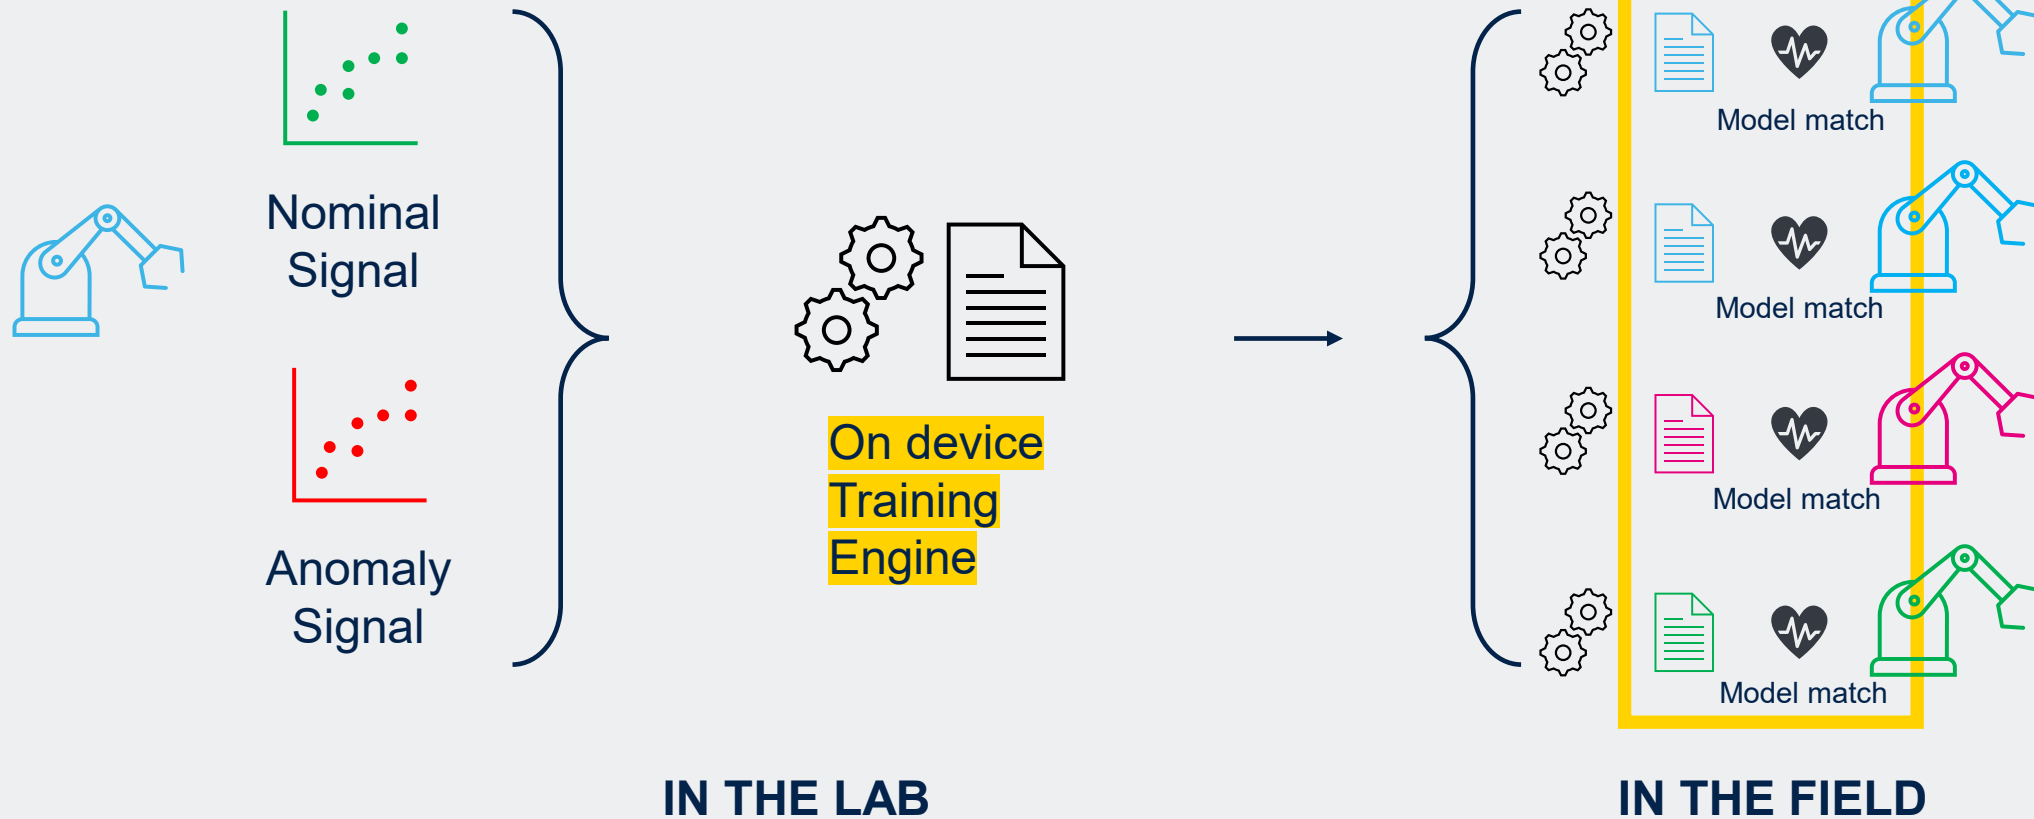 Nominal
Signal
Anomaly
Signal
On device
Training
Engine
Model match
Model match
Model match
Model match
IN THE LAB
IN THE FIELD